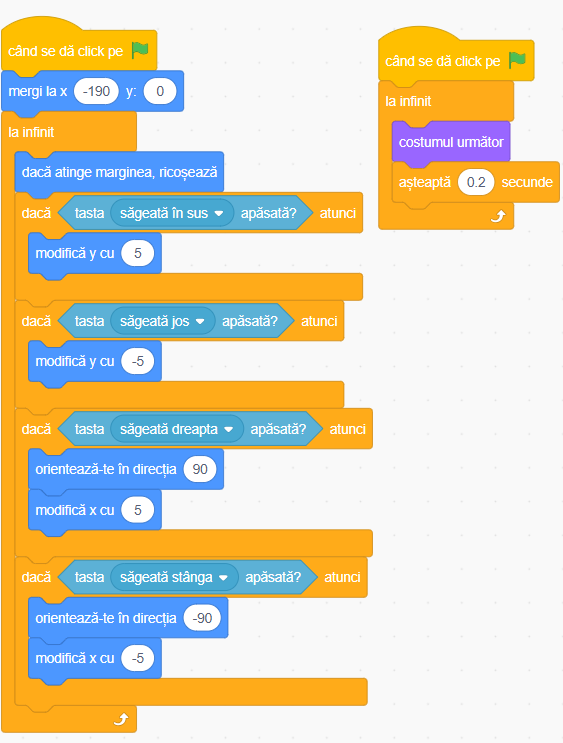 când se dă click pe
mergi la x -190 y: 0
la infinit
dacă atinge marginea, ricoșează
dacă tasta săgeată în sus apăsată? atunci
modifică y cu 5
dacă tasta săgeată jos apăsată? atunci
modifică y cu -5
dacă tasta săgeată dreapta apăsată? atunci
orientează-te în direcția 90
modifică x cu 5
dacă tasta săgeată stânga apăsată? atunci
orientează-te în direcția -90
modifică x cu -5
când se dă click pe
la infinit
costumul următor
așteaptă 0.2 secunde